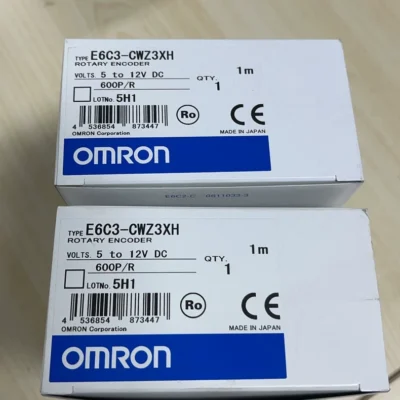 TYPE E6C3-CWZ3XH
ROTARY ENCODER
1m
VOLTS. 5 to 12V DC
QTY.
600P/R
1
LOTNo. 5H1
Ro
CE
4 536854 873447
OMRON Corporation
MADE IN JAPAN
OMRON
TYPE E6C3-CWZ3XH
ROTARY ENCODER
1m
VOLTS. 5 to 12V DC
QTY.
600P/R
1
LOTNo. 5H1
Ro
CE
4 536854 873447
OMRON Corporation
MADE IN JAPAN
OMRON